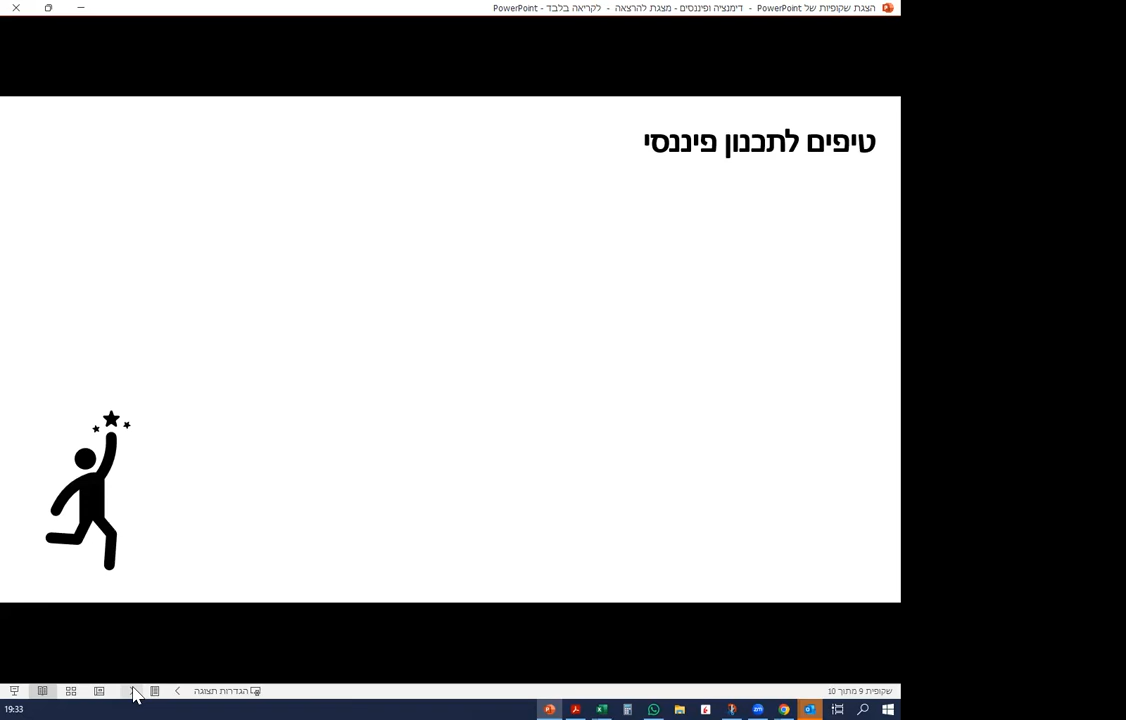 הצגת שקופיות של PowerPoint - דימנציה ופיננסים - מצגת להרצאה - לקריאה בלבד - PowerPoint
טיפים לתכנון פיננסי
שקופית 9 מתוך 10
הגדרות תצוגה
19:33